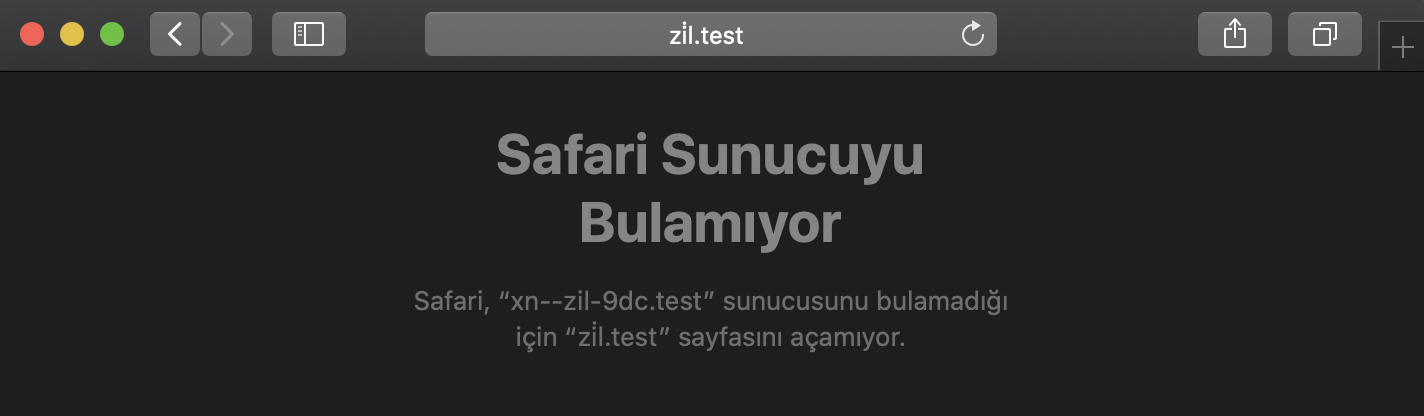 zi̇l.test
Safari Sunucuyu
Bulamıyor
Safari, “xn--zil-9dc.test” sunucusunu bulamadığı
için “zi̇l.test” sayfasını açamıyor.